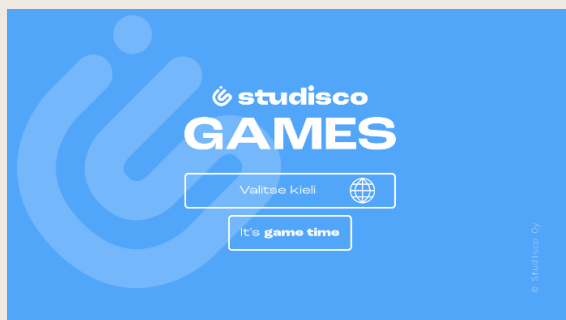 studisco
GAMES
Valitse kieli
It's game time
© Studisco Oy